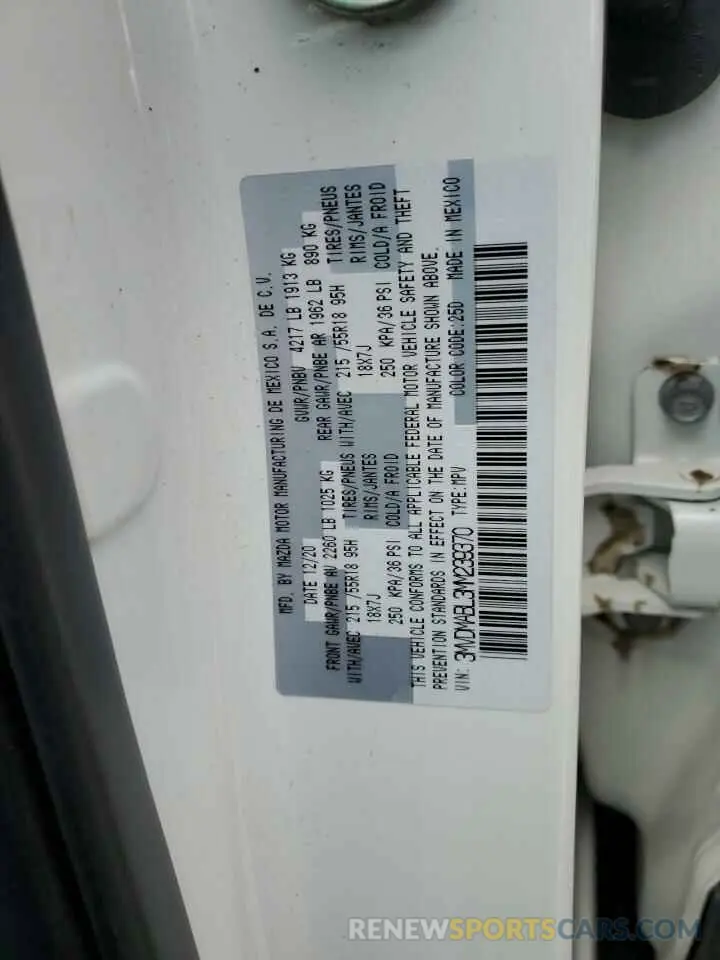 MFD. BY MAZDA MOTOR MANUFACTURING DE MEXICO S.A. DE C.V.
DATE 12/20 GVWR/PNBV 4217 LB 1913 KG
FRONT GAWR/PNBE AV 2260 LB 1025 KG REAR GAWR/PNBE AR 1962 LB 890 KG
WITH/AVEC 215 /55R18 95H TIRES/PNEUS WITH/AVEC 215 /55R18 95H TIRES/PNEUS
18X7J RIMS/JANTES 18X7J RIMS/JANTES
250 KPA/36 PSI COLD/A FROID 250 KPA/36 PSI COLD/A FROID
THIS VEHICLE CONFORMS TO ALL APPLICABLE FEDERAL MOTOR VEHICLE SAFETY AND THEFT
PREVENTION STANDARDS IN EFFECT ON THE DATE OF MANUFACTURE SHOWN ABOVE.
VIN: 3MVDMABL3MM239370 TYPE:MPV COLOR CODE:25D MADE IN MEXICO
RENEWSPORTSCARS.COM